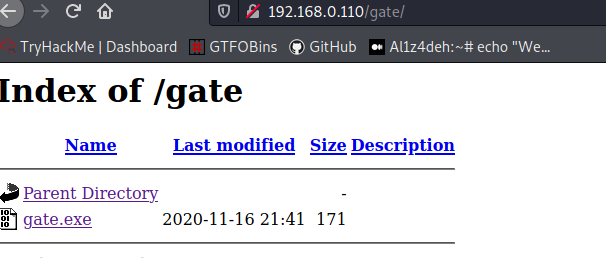 192.168.0.110/gate/
TryHackMe | Dashboard GTFOBins GitHub Al1z4deh:~# echo "We...
Index of /gate
Name Last modified Size Description
Parent Directory -
gate.exe 2020-11-16 21:41 171